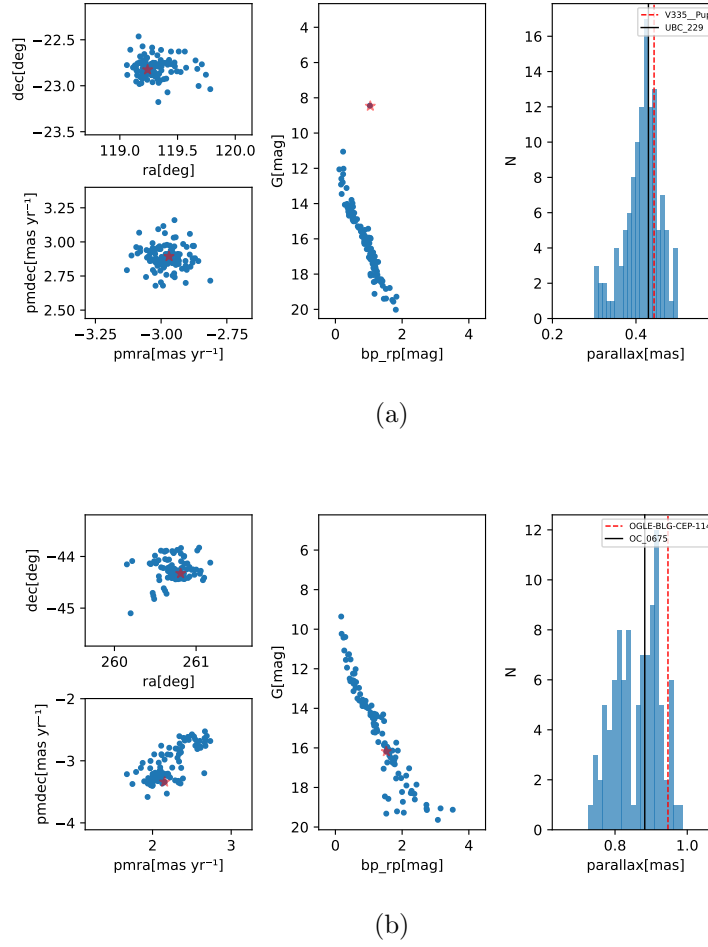 −22.5
−23.0
−23.5
dec[deg]
119.0 119.5 120.0
ra[deg]
3.25
3.00
2.75
2.50
pmdec[mas yr⁻¹]
−3.25 −3.00 −2.75
pmra[mas yr⁻¹]
4
6
8
10
12
14
16
18
20
G[mag]
0 2 4
bp_rp[mag]
V335__Pup
UBC_229
16
14
12
10
8
6
4
2
0
N
0.2 0.4
parallax[mas]
(a)
−44
−45
dec[deg]
260 261
ra[deg]
−2
−3
−4
pmdec[mas yr⁻¹]
2 3
pmra[mas yr⁻¹]
4
6
8
10
12
14
16
18
20
G[mag]
0 2 4
bp_rp[mag]
OGLE-BLG-CEP-114
OC_0675
12
10
8
6
4
2
0
N
0.8 1.0
parallax[mas]
(b)